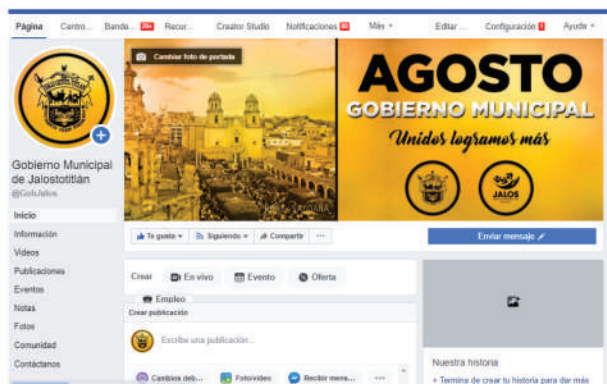 Página Centro... Banda... 20+ Recur... Creator Studio Notificaciones Más Editar ... Configuración 1 Ayuda
Cambiar foto de portada
AGOSTO
GOBIERNO MUNICIPAL
Unidos logramos más
JALOS
Gobierno Municipal
de Jalostotitlán
@GobJalos
Inicio
Información
Videos
Publicaciones
Eventos
Notas
Fotos
Comunidad
Contáctanos
Te gusta Siguiendo Compartir ...
Enviar mensaje
Crear En vivo Evento Oferta
Empleo
Crear publicación
Escribe una publicación...
Cambios deb... Foto/video Recibir mens... ...
Nuestra historia
+ Termina de crear tu historia para dar más